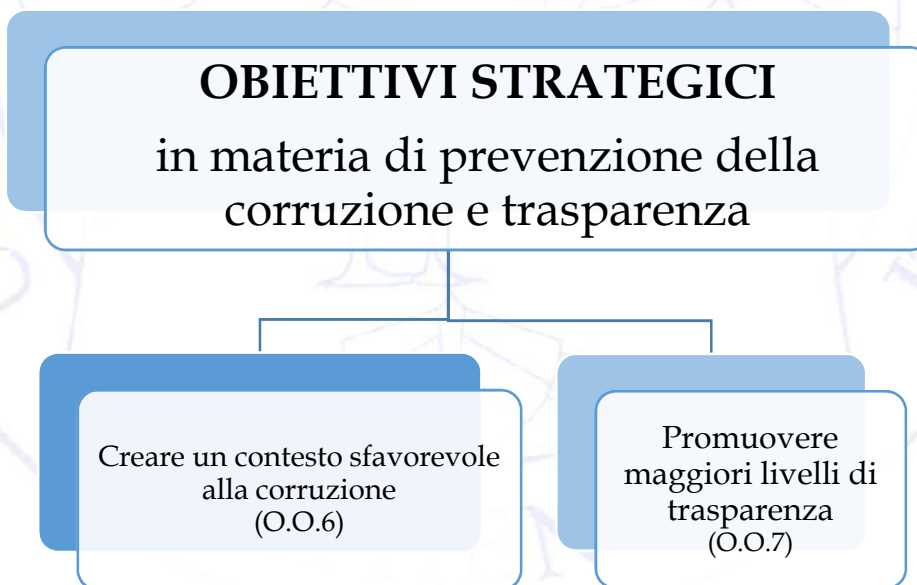 OBIETTIVI STRATEGICI
in materia di prevenzione della
corruzione e trasparenza
Creare un contesto sfavorevole
alla corruzione
(O.O.6)
Promuovere
maggiori livelli di
trasparenza
(O.O.7)